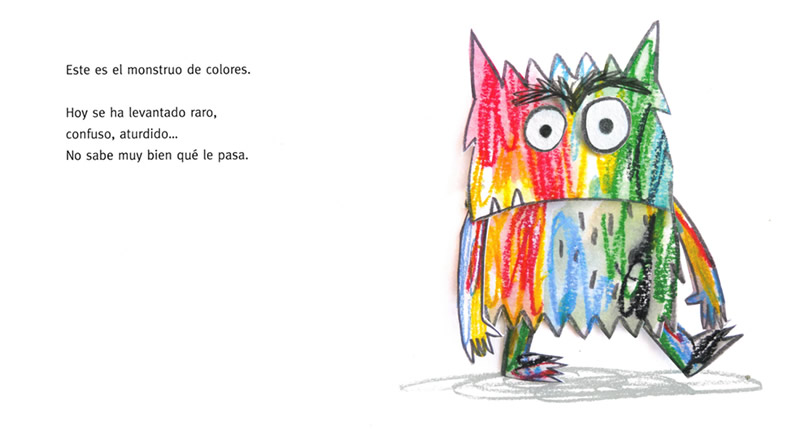 Este es el monstruo de colores.
Hoy se ha levantado raro,
confuso, aturdido...
No sabe muy bien qué le pasa.